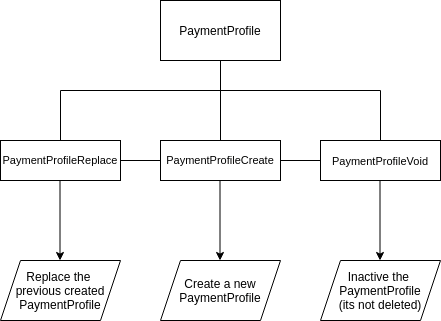 PaymentProfile
PaymentProfileReplace
PaymentProfileCreate
PaymentProfileVoid
Replace the
previous created
PaymentProfile
Create a new
PaymentProfile
Inactive the
PaymentProfile
(its not deleted)